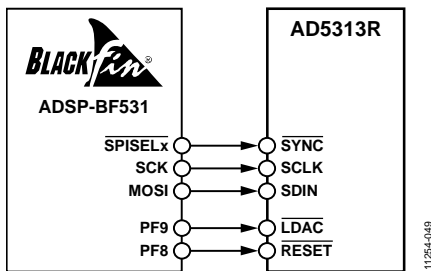 BLACKfin
ADSP-BF531
AD5313R
SPISELx
SCK
MOSI
PF9
PF8
SYNC
SCLK
SDIN
LDAC
RESET
11254-049